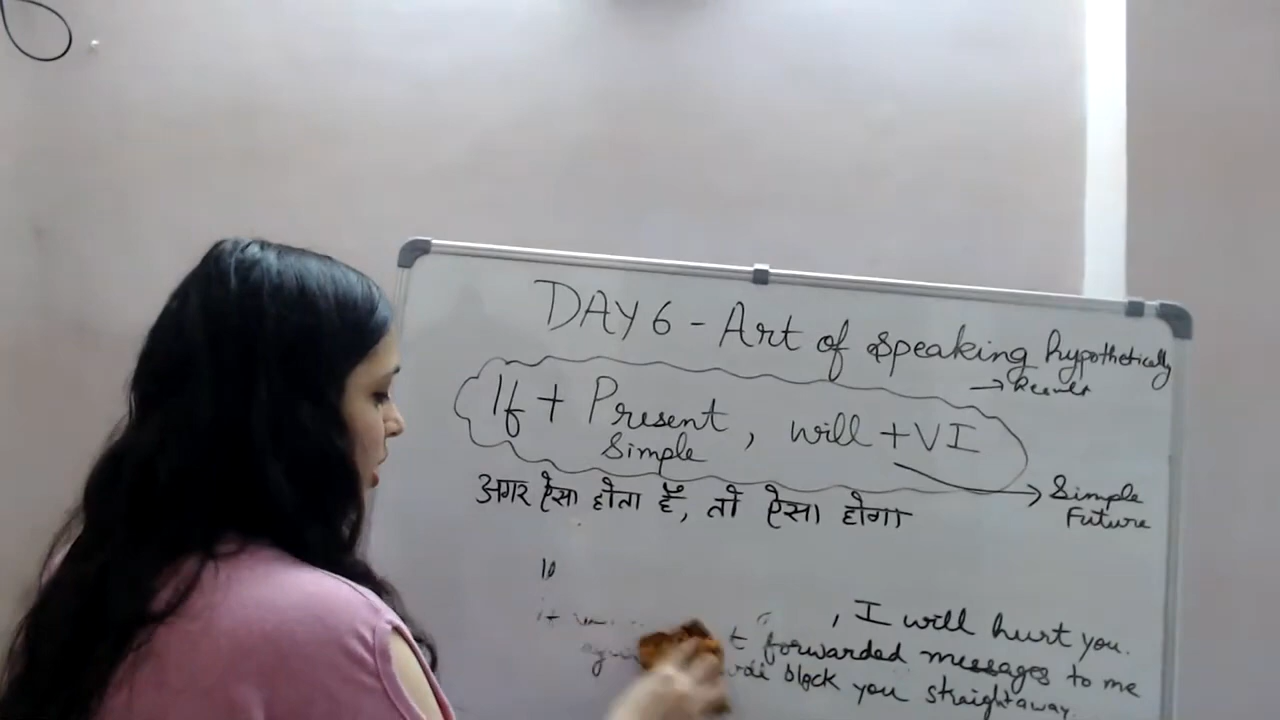 DAY 6 - Art of speaking hypothetically
→ Result
If + Present Simple, will + VI
→ Simple Future
अगर ऐसा होता है, तो ऐसा होगा
, I will hurt you.
forwarded messages to me
block you straightaway.